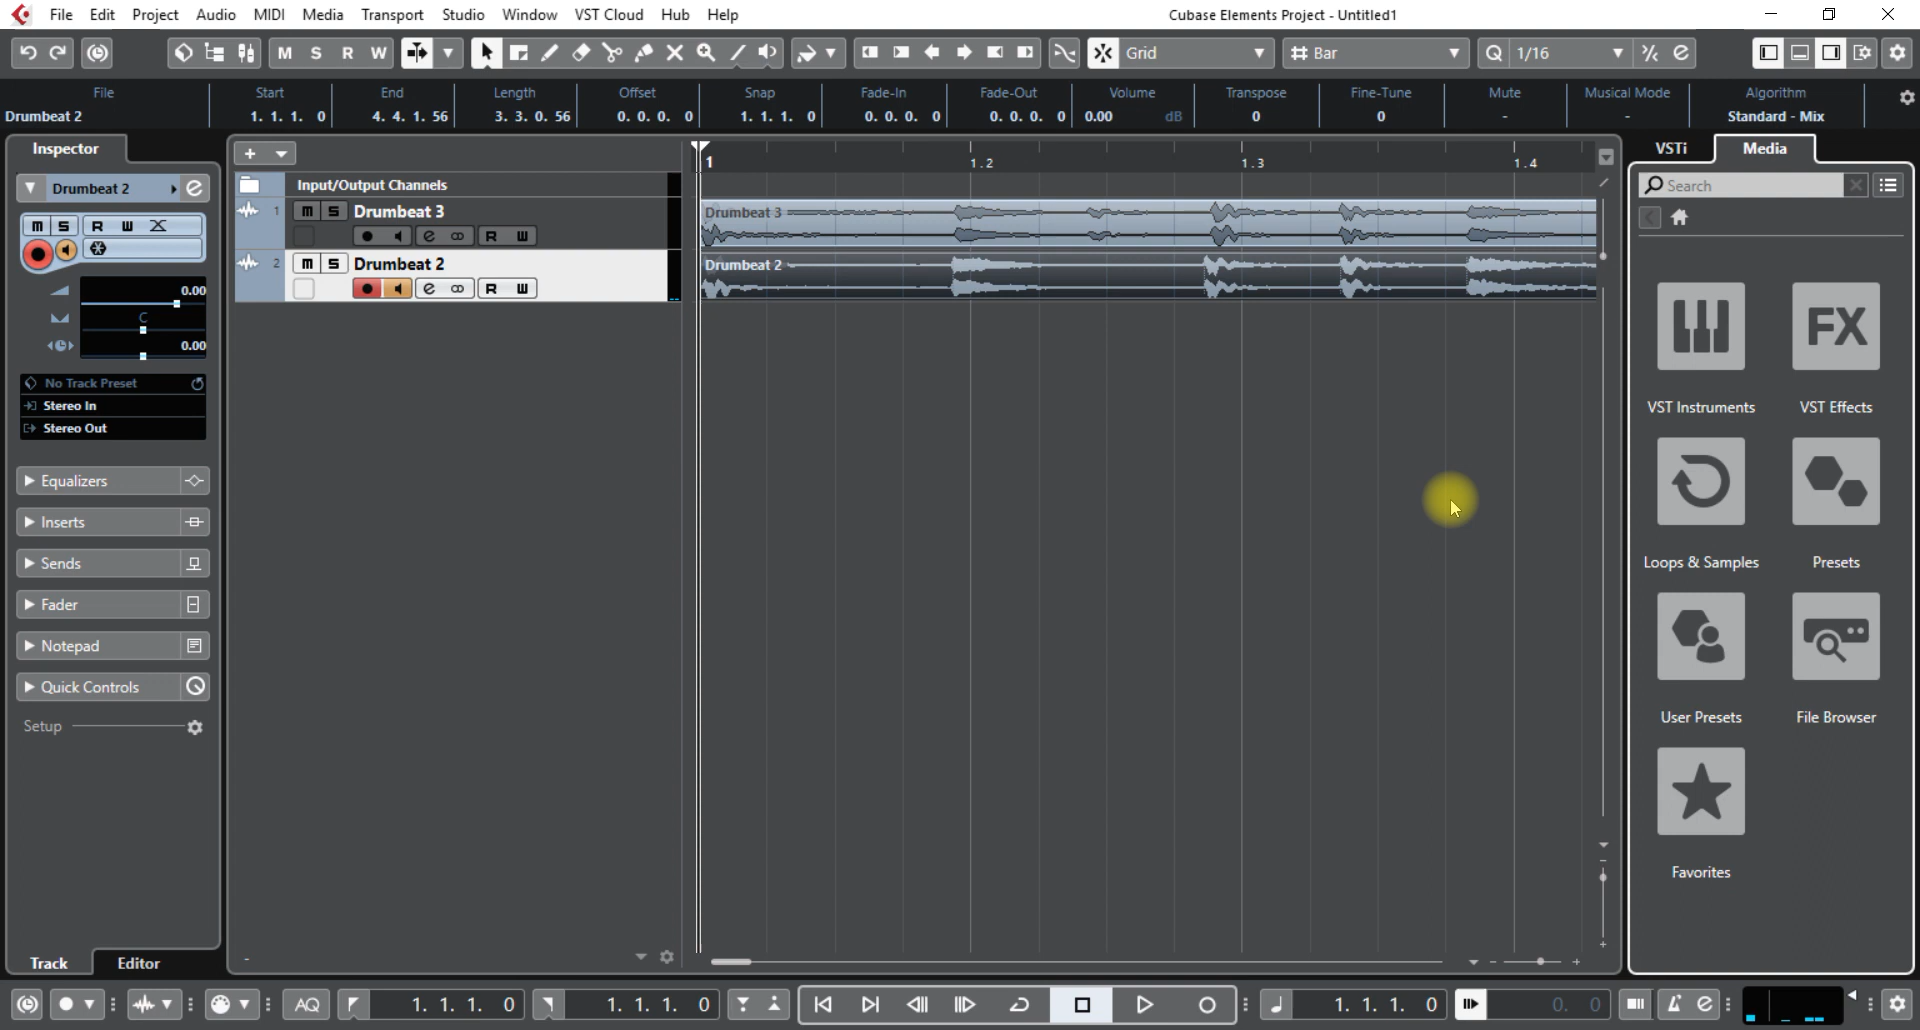 File Edit Project Audio MIDI Media Transport Studio Window VST Cloud Hub Help
Cubase Elements Project - Untitled1
M S R W
Grid
Bar
Q 1/16
File Start End Length Offset Snap Fade-In Fade-Out Volume Transpose Fine-Tune Mute Musical Mode Algorithm
Drumbeat 2 1. 1. 1. 0 4. 4. 1. 56 3. 3. 0. 56 0. 0. 0. 0 1. 1. 1. 0 0. 0. 0. 0 0. 0. 0. 0 0.00 dB 0 0 - - Standard - Mix
Inspector
Drumbeat 2
m S R W
0.00
C
0.00
No Track Preset
Stereo In
Stereo Out
Equalizers
Inserts
Sends
Fader
Notepad
Quick Controls
Setup
Track Editor
+
Input/Output Channels
1 m S Drumbeat 3
e R W
2 m S Drumbeat 2
e R W
1 1.2 1.3 1.4
Drumbeat 3
Drumbeat 2
VSTi Media
Search
VST Instruments
FX
VST Effects
Loops & Samples
Presets
User Presets
File Browser
Favorites
AQ 1. 1. 1. 0 1. 1. 1. 0 1. 1. 1. 0 0. 0